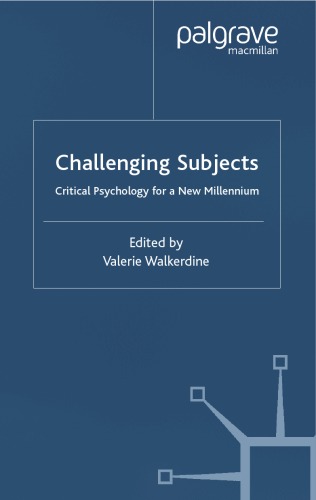 palgrave
macmillan
Challenging Subjects
Critical Psychology for a New Millennium
Edited by
Valerie Walkerdine